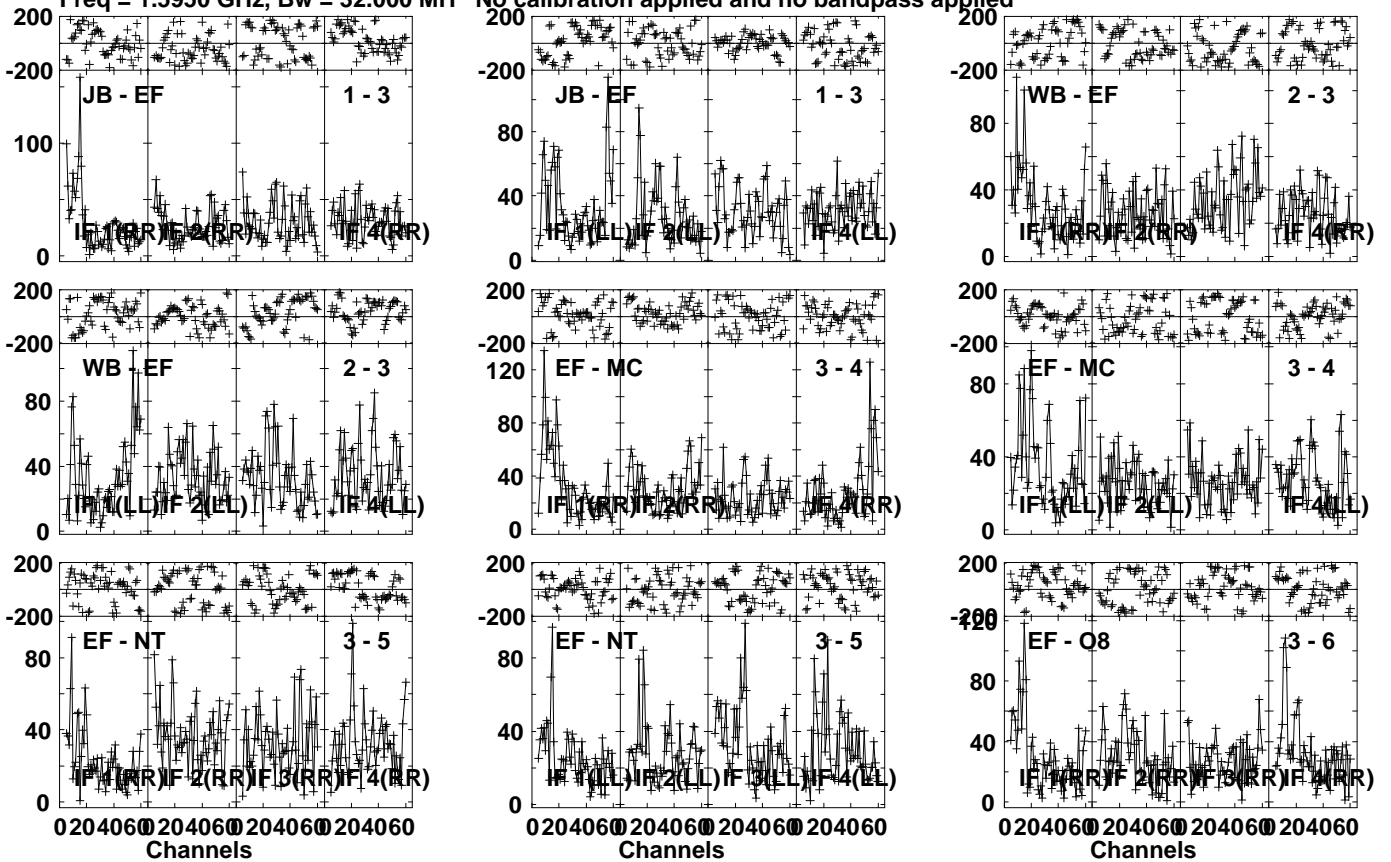 Freq = 1.5950 GHz, Bw = 32.000 MH No calibration applied and no bandpass applied
200
-200
JB - EF
1 - 3
100
0
IF 1(RR)
IF 2(RR)
IF 4(RR)
200
-200
JB - EF
1 - 3
80
40
0
IF 1(LL)
IF 2(LL)
IF 4(LL)
200
-200
WB - EF
2 - 3
80
40
0
IF 1(RR)
IF 2(RR)
IF 4(RR)
200
-200
WB - EF
2 - 3
80
40
0
IF 1(LL)
IF 2(LL)
IF 4(LL)
200
-200
EF - MC
3 - 4
120
80
40
0
IF 1(RR)
IF 2(RR)
IF 4(RR)
200
-200
EF - MC
3 - 4
80
40
0
IF 1(LL)
IF 2(LL)
IF 4(LL)
200
-200
EF - NT
3 - 5
80
40
0
IF 1(RR)
IF 2(RR)
IF 3(RR)
IF 4(RR)
0 20 40 60 0 20 40 60 0 20 40 60 0 20 40 60
Channels
200
-200
EF - NT
3 - 5
80
40
0
IF 1(LL)
IF 2(LL)
IF 3(LL)
IF 4(LL)
0 20 40 60 0 20 40 60 0 20 40 60 0 20 40 60
Channels
200
-200
120
EF - O8
3 - 6
80
40
0
IF 1(RR)
IF 2(RR)
IF 3(RR)
IF 4(RR)
0 20 40 60 0 20 40 60 0 20 40 60 0 20 40 60
Channels